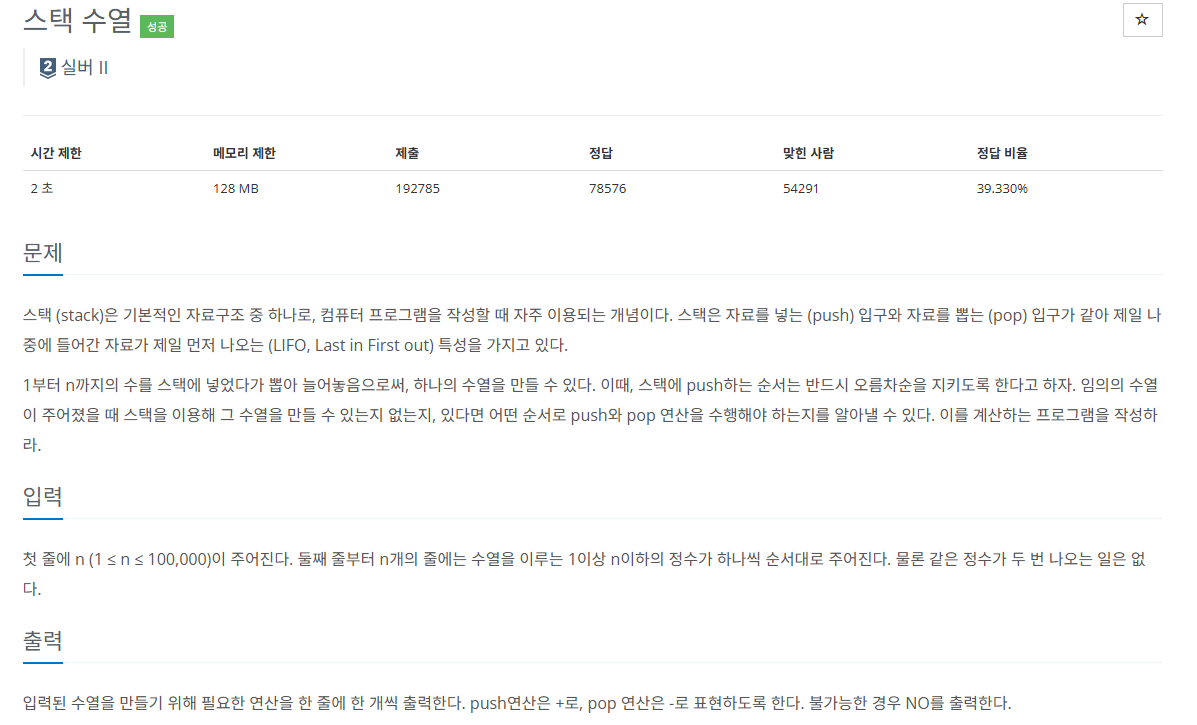 스택 수열 성공
☆
2 실버 II
시간 제한 메모리 제한 제출 정답 맞힌 사람 정답 비율
2 초 128 MB 192785 78576 54291 39.330%
문제
스택 (stack)은 기본적인 자료구조 중 하나로, 컴퓨터 프로그램을 작성할 때 자주 이용되는 개념이다. 스택은 자료를 넣는 (push) 입구와 자료를 뽑는 (pop) 입구가 같아 제일 나
중에 들어간 자료가 제일 먼저 나오는 (LIFO, Last in First out) 특성을 가지고 있다.
1부터 n까지의 수를 스택에 넣었다가 뽑아 늘어놓음으로써, 하나의 수열을 만들 수 있다. 이때, 스택에 push하는 순서는 반드시 오름차순을 지키도록 한다고 하자. 임의의 수열
이 주어졌을 때 스택을 이용해 그 수열을 만들 수 있는지 없는지, 있다면 어떤 순서로 push와 pop 연산을 수행해야 하는지를 알아낼 수 있다. 이를 계산하는 프로그램을 작성하
라.
입력
첫 줄에 n (1 ≤ n ≤ 100,000)이 주어진다. 둘째 줄부터 n개의 줄에는 수열을 이루는 1이상 n이하의 정수가 하나씩 순서대로 주어진다. 물론 같은 정수가 두 번 나오는 일은 없
다.
출력
입력된 수열을 만들기 위해 필요한 연산을 한 줄에 한 개씩 출력한다. push연산은 +로, pop 연산은 -로 표현하도록 한다. 불가능한 경우 NO를 출력한다.